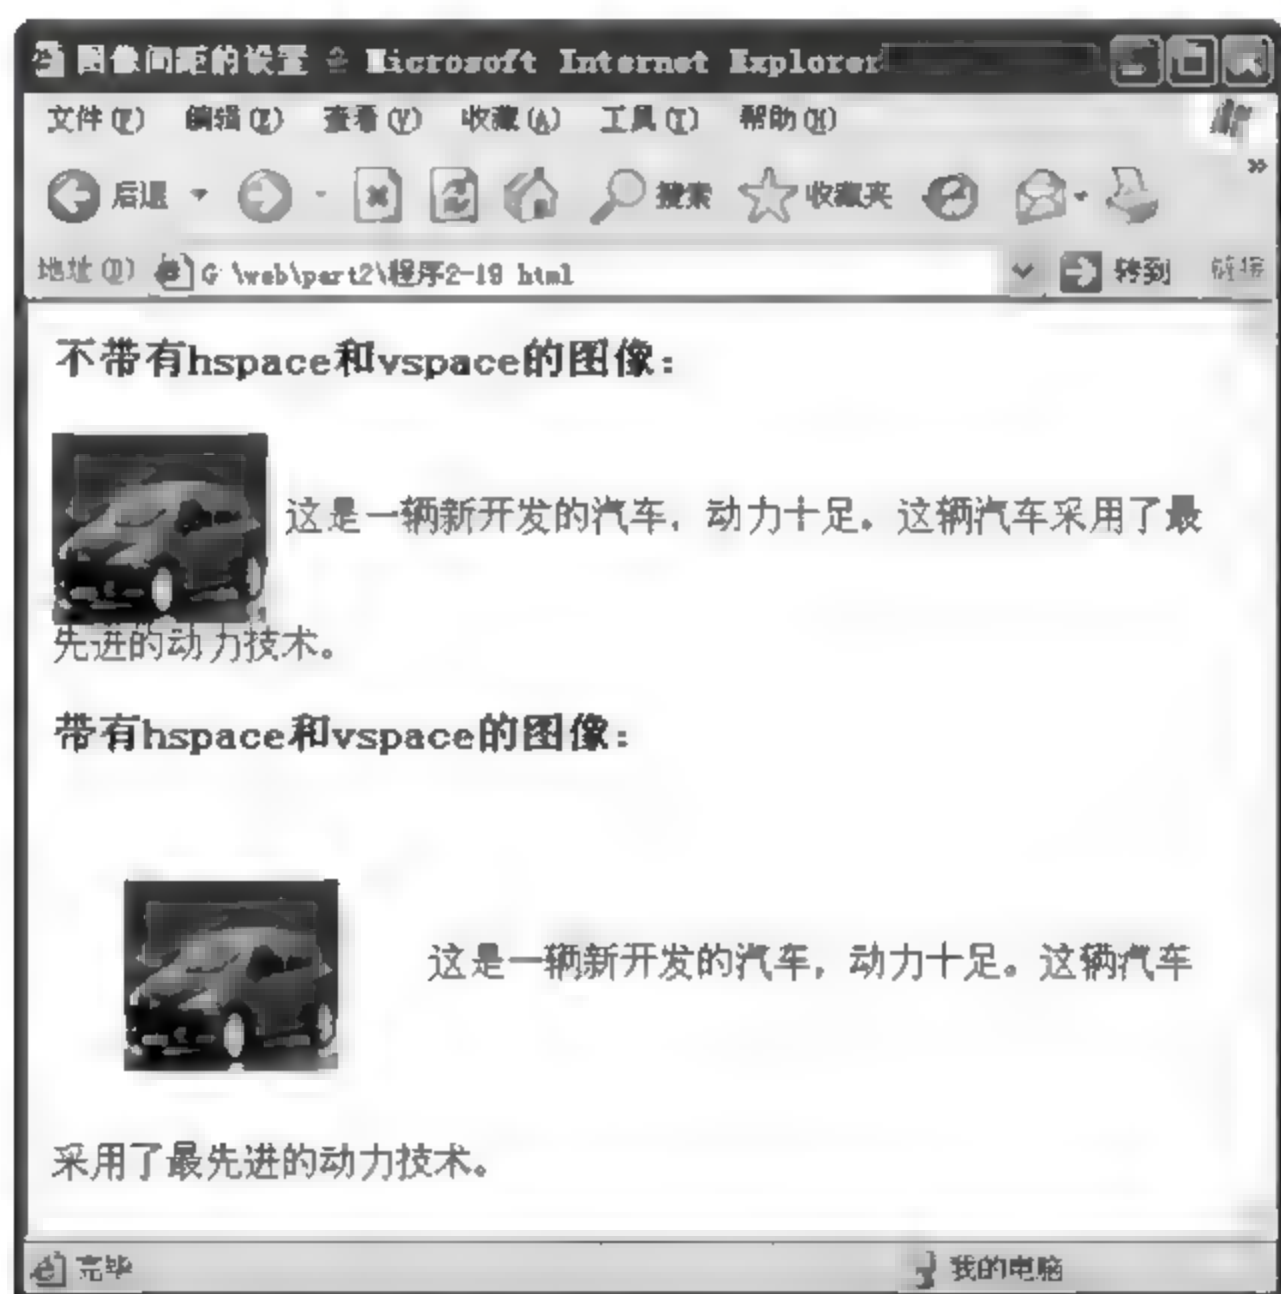 图像间距的设置 - Microsoft Internet Explorer
文件(F) 编辑(E) 查看(V) 收藏(A) 工具(T) 帮助(H)
后退 搜索 收藏夹 »
地址(D) G:\web\part2\程序2-19.html 转到 链接
不带有hspace和vspace的图像：
这是一辆新开发的汽车，动力十足。这辆汽车采用了最
先进的动力技术。
带有hspace和vspace的图像：
这是一辆新开发的汽车，动力十足。这辆汽车
采用了最先进的动力技术。
完毕 我的电脑